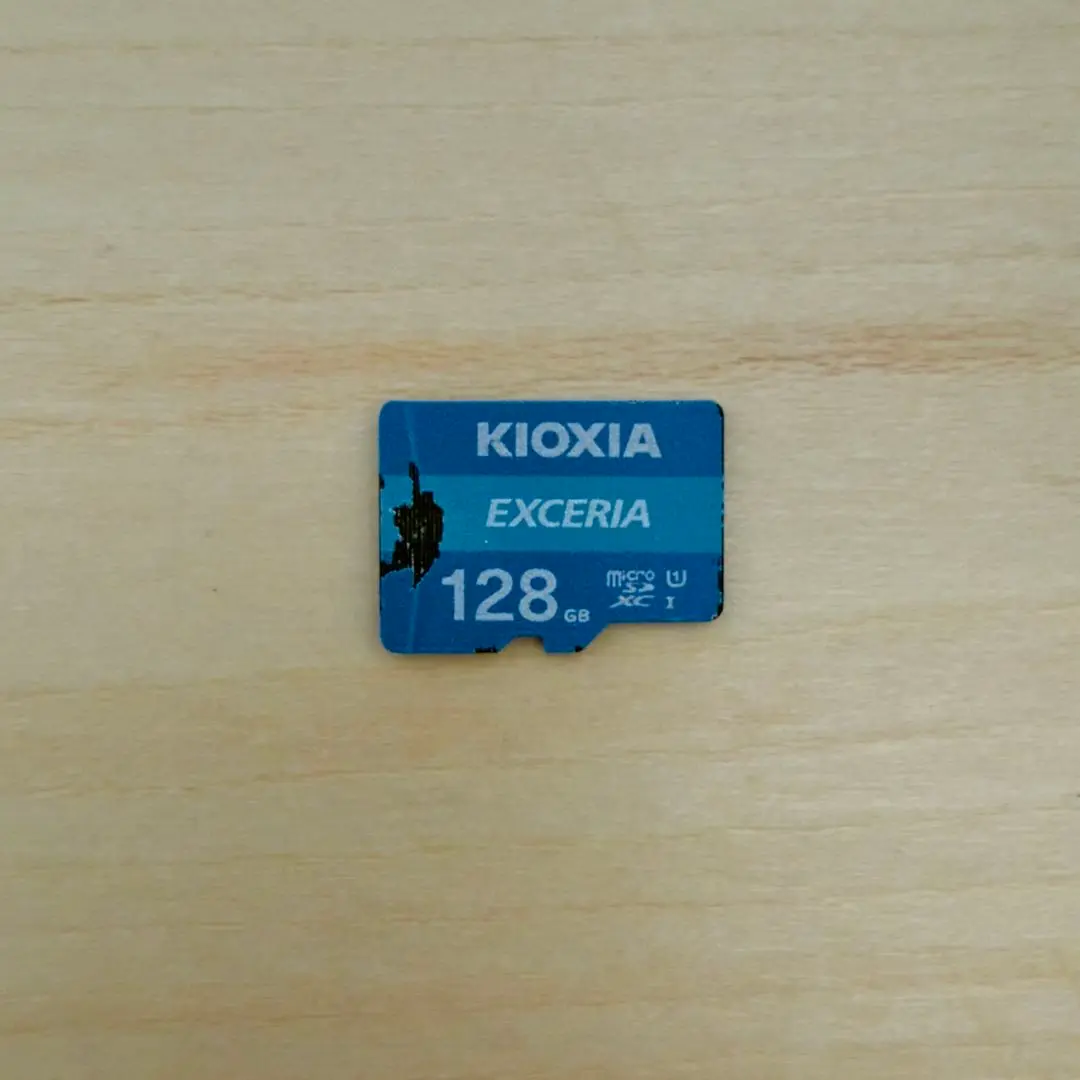 KIOXIA
EXCERIA
128 GB
micro SD XC
U1
I